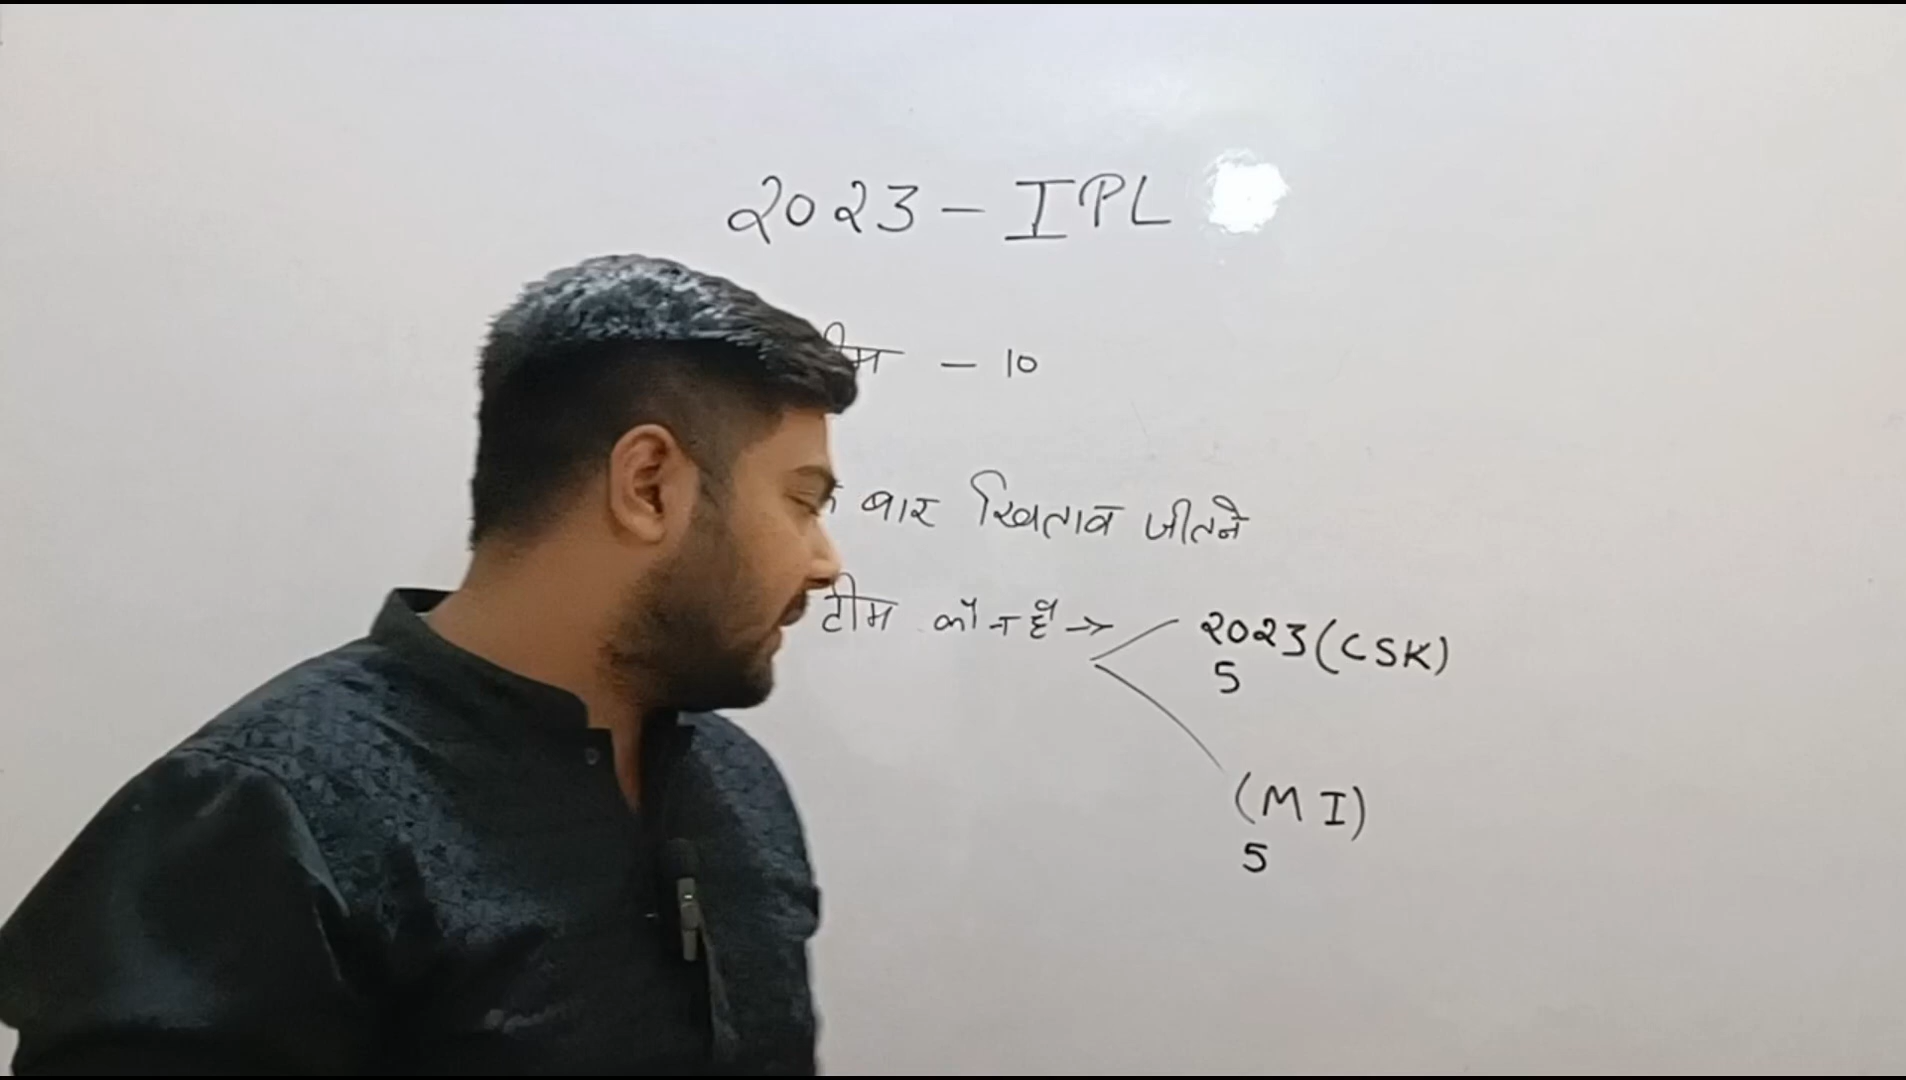 2023 - IPL
- 10
बार खिताब जीतने
टीम कौन है → 2023 (CSK)
5
(MI)
5